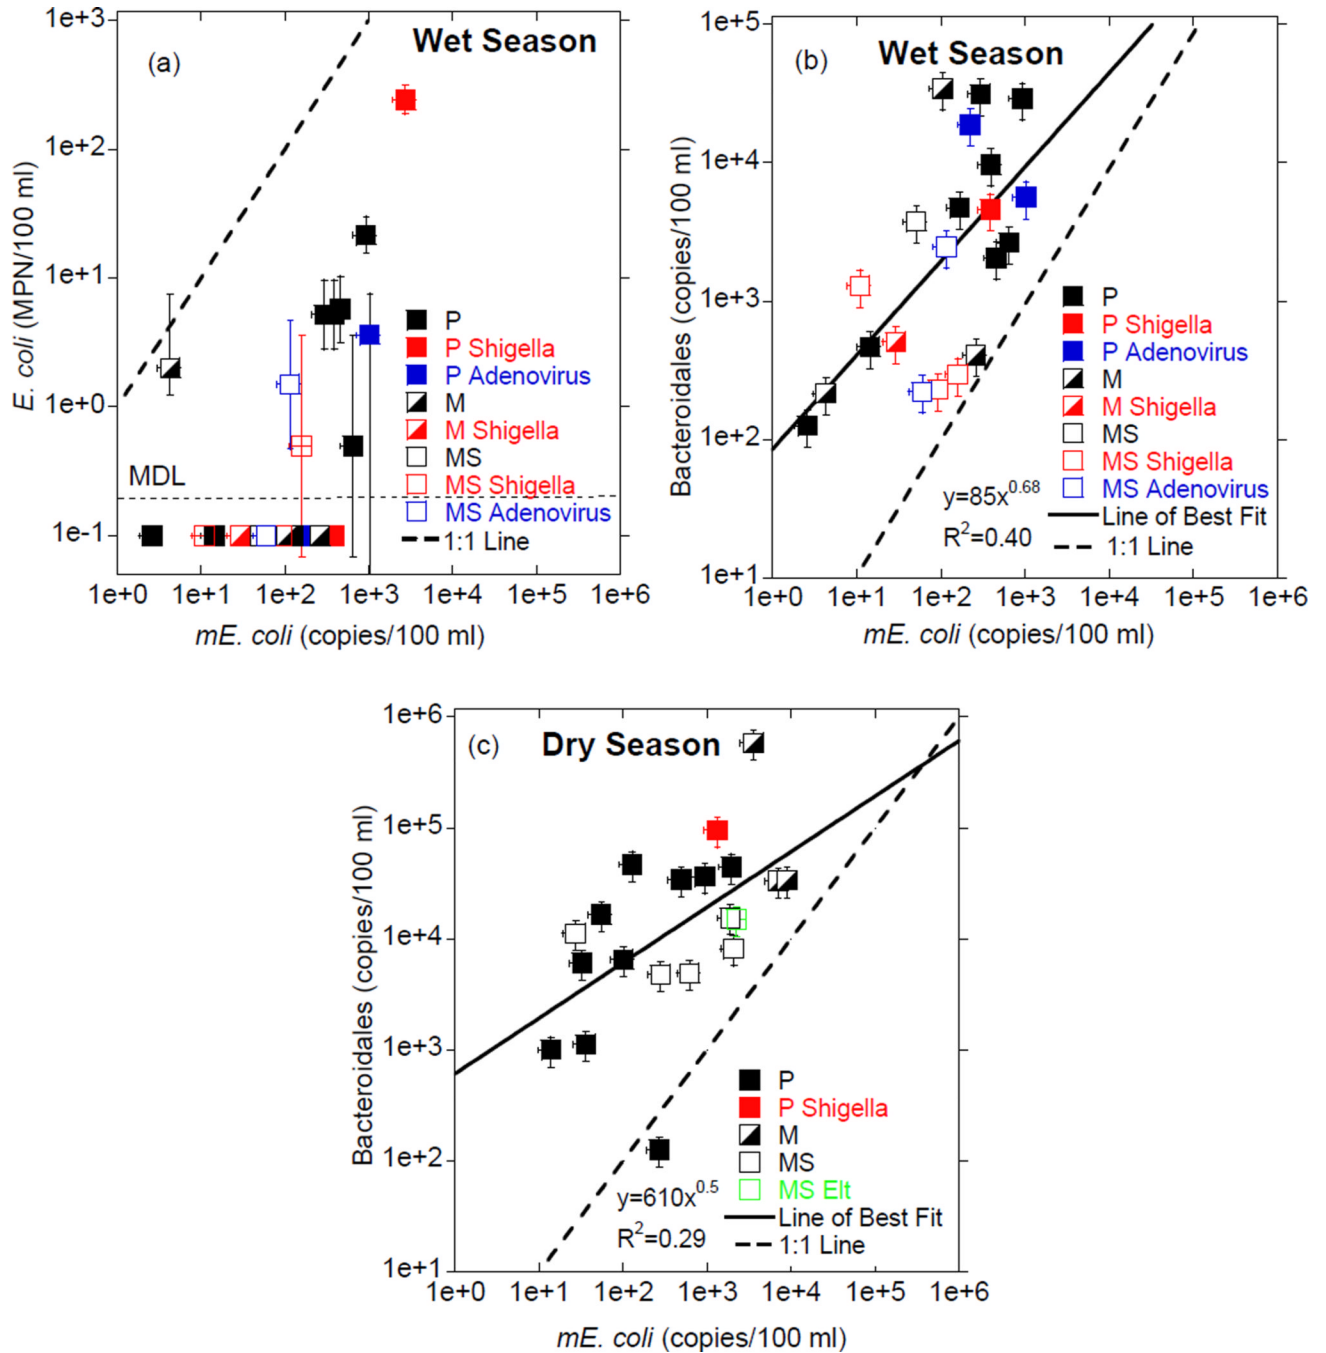 (a)
Wet Season
1e+3
1e+2
1e+1
1e+0
1e-1
E. coli (MPN/100 ml)
MDL
P
P Shigella
P Adenovirus
M
M Shigella
MS
MS Shigella
MS Adenovirus
1:1 Line
1e+0 1e+1 1e+2 1e+3 1e+4 1e+5 1e+6
mE. coli (copies/100 ml)
(b)
Wet Season
1e+5
1e+4
1e+3
1e+2
1e+1
Bacteroidales (copies/100 ml)
P
P Shigella
P Adenovirus
M
M Shigella
MS
MS Shigella
MS Adenovirus
Line of Best Fit
1:1 Line
y=85x^0.68
R^2=0.40
1e+0 1e+1 1e+2 1e+3 1e+4 1e+5 1e+6
mE. coli (copies/100 ml)
(c)
Dry Season
1e+6
1e+5
1e+4
1e+3
1e+2
1e+1
Bacteroidales (copies/100 ml)
P
P Shigella
M
MS
MS Elt
Line of Best Fit
1:1 Line
y=610x^0.5
R^2=0.29
1e+0 1e+1 1e+2 1e+3 1e+4 1e+5 1e+6
mE. coli (copies/100 ml)